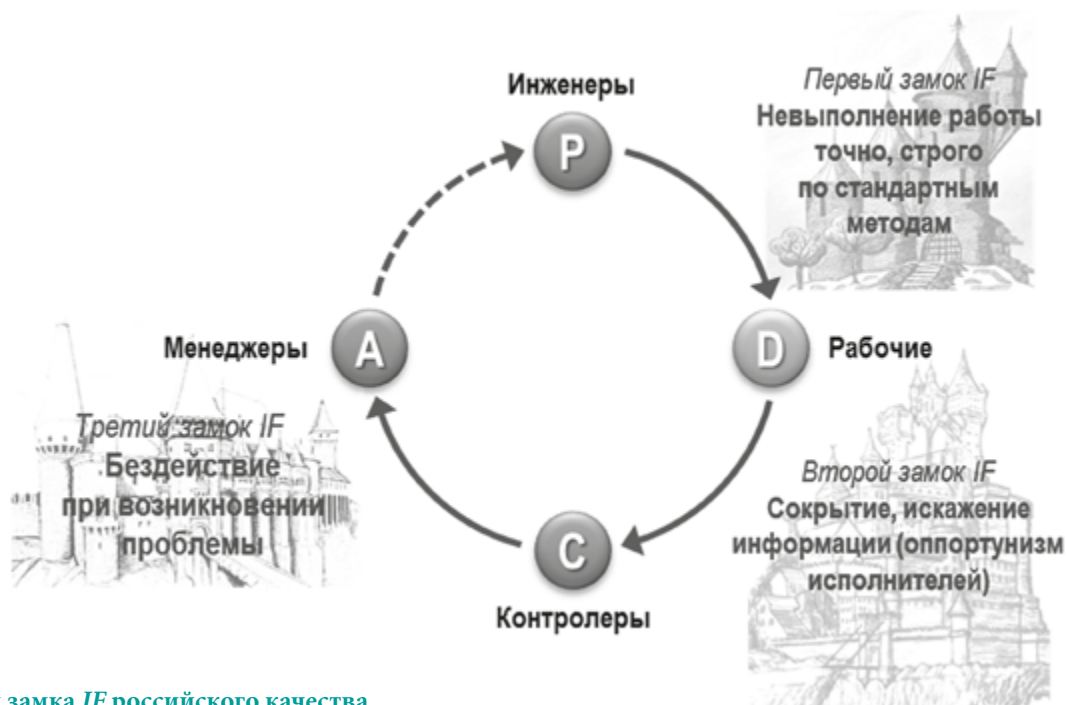 Инженеры
P
Первый замок IF
Невыполнение работы
точно, строго
по стандартным
методам
Менеджеры
A
D
Рабочие
Третий замок IF
Бездействие
при возникновении
проблемы
Второй замок IF
Сокрытие, искажение
информации (оппортунизм
исполнителей)
C
Контролеры
замка IF российского качества